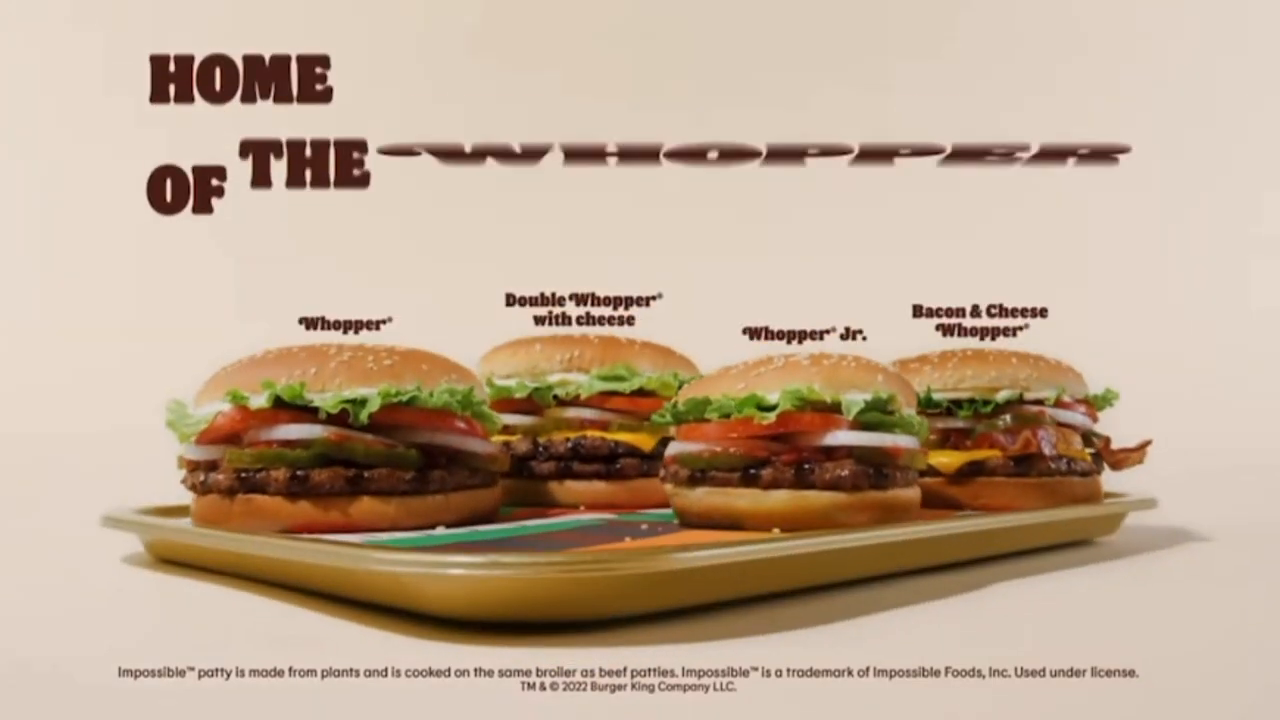 HOME
OF THE WHOPPER
Whopper®
Double Whopper®
with cheese
Whopper® Jr.
Bacon & Cheese
Whopper®
Impossible™ patty is made from plants and is cooked on the same broiler as beef patties. Impossible™ is a trademark of Impossible Foods, Inc. Used under license.
TM & © 2022 Burger King Company LLC.